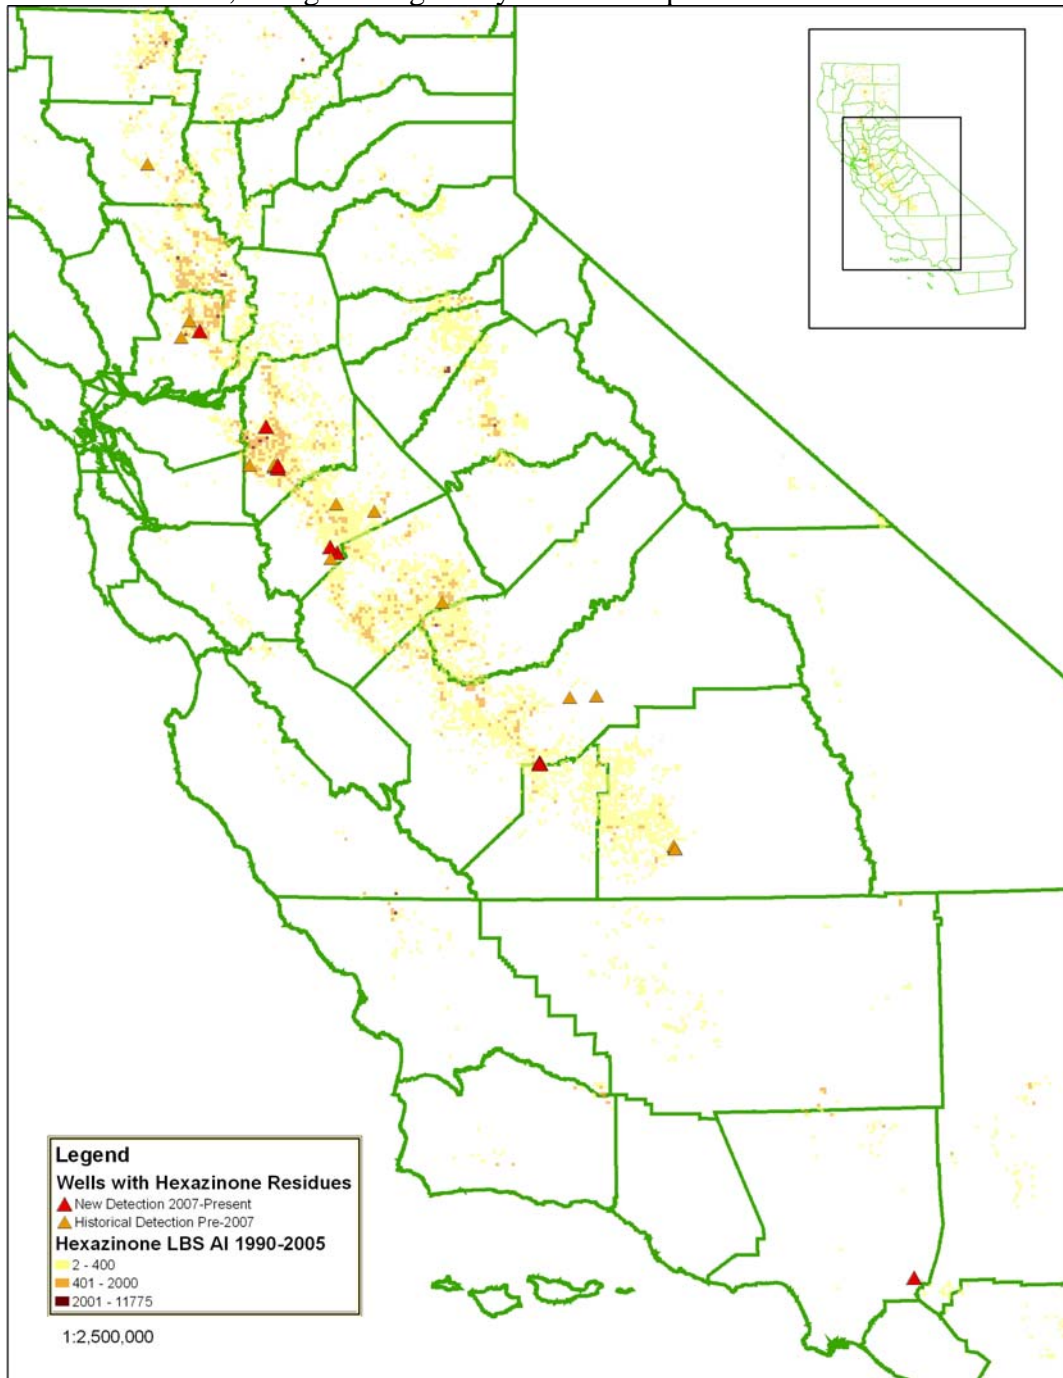 Legend
Wells with Hexazinone Residues
New Detection 2007-Present
Historical Detection Pre-2007
Hexazinone LBS AI 1990-2005
2 - 400
401 - 2000
2001 - 11775
1:2,500,000